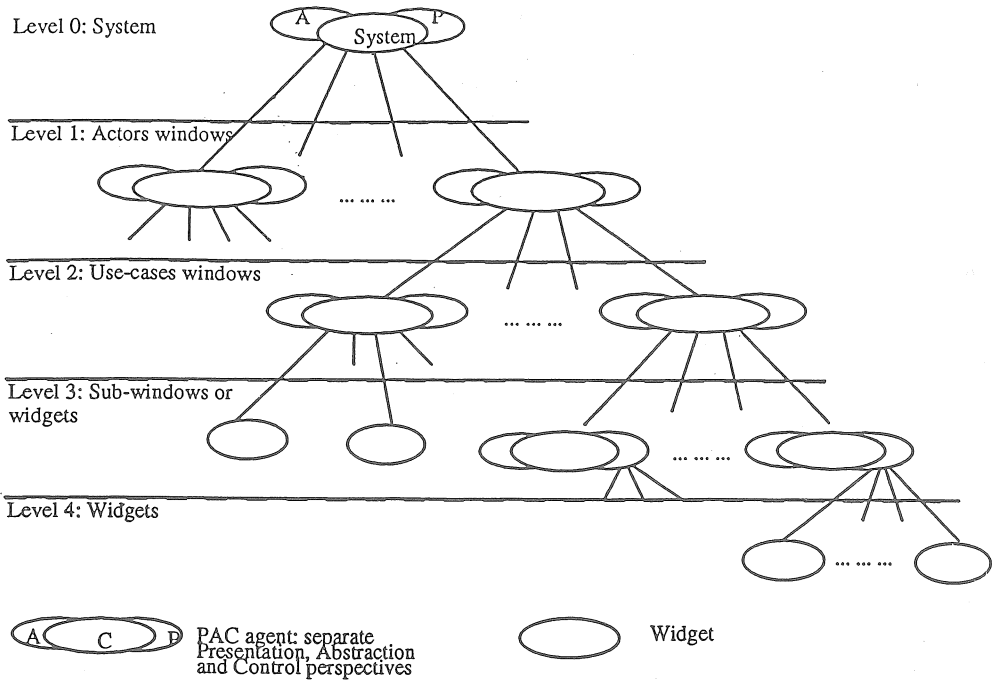 Level 0: System
A
P
System
Level 1: Actors windows
... ... ...
Level 2: Use-cases windows
... ... ...
Level 3: Sub-windows or
widgets
... ... ...
Level 4: Widgets
... ... ...
A
C
P
PAC agent: separate
Presentation, Abstraction
and Control perspectives
Widget